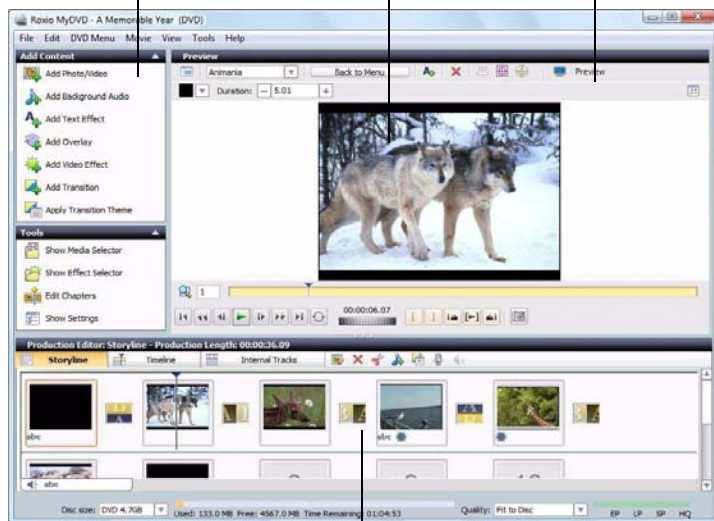 Roxio MyDVD - A Memorable Year (DVD)
File Edit DVD Menu Movie View Tools Help
Add Content
Add Photo/Video
Add Background Audio
Add Text Effect
Add Overlay
Add Video Effect
Add Transition
Apply Transition Theme
Tools
Show Media Selector
Show Effect Selector
Edit Chapters
Show Settings
Preview
Animania Back to Menu Preview
Duration: 5.01
1
00:00:06.07
Production Editor: Storyline - Production Length: 00:00:36.09
Storyline Timeline Internal Tracks
abc
abc
abc
Disc size: DVD 4.7GB Used: 133.0 MB Free: 4567.0 MB Time Remaining: 01:04:53 Quality: Fit to Disc EP LP SP HQ